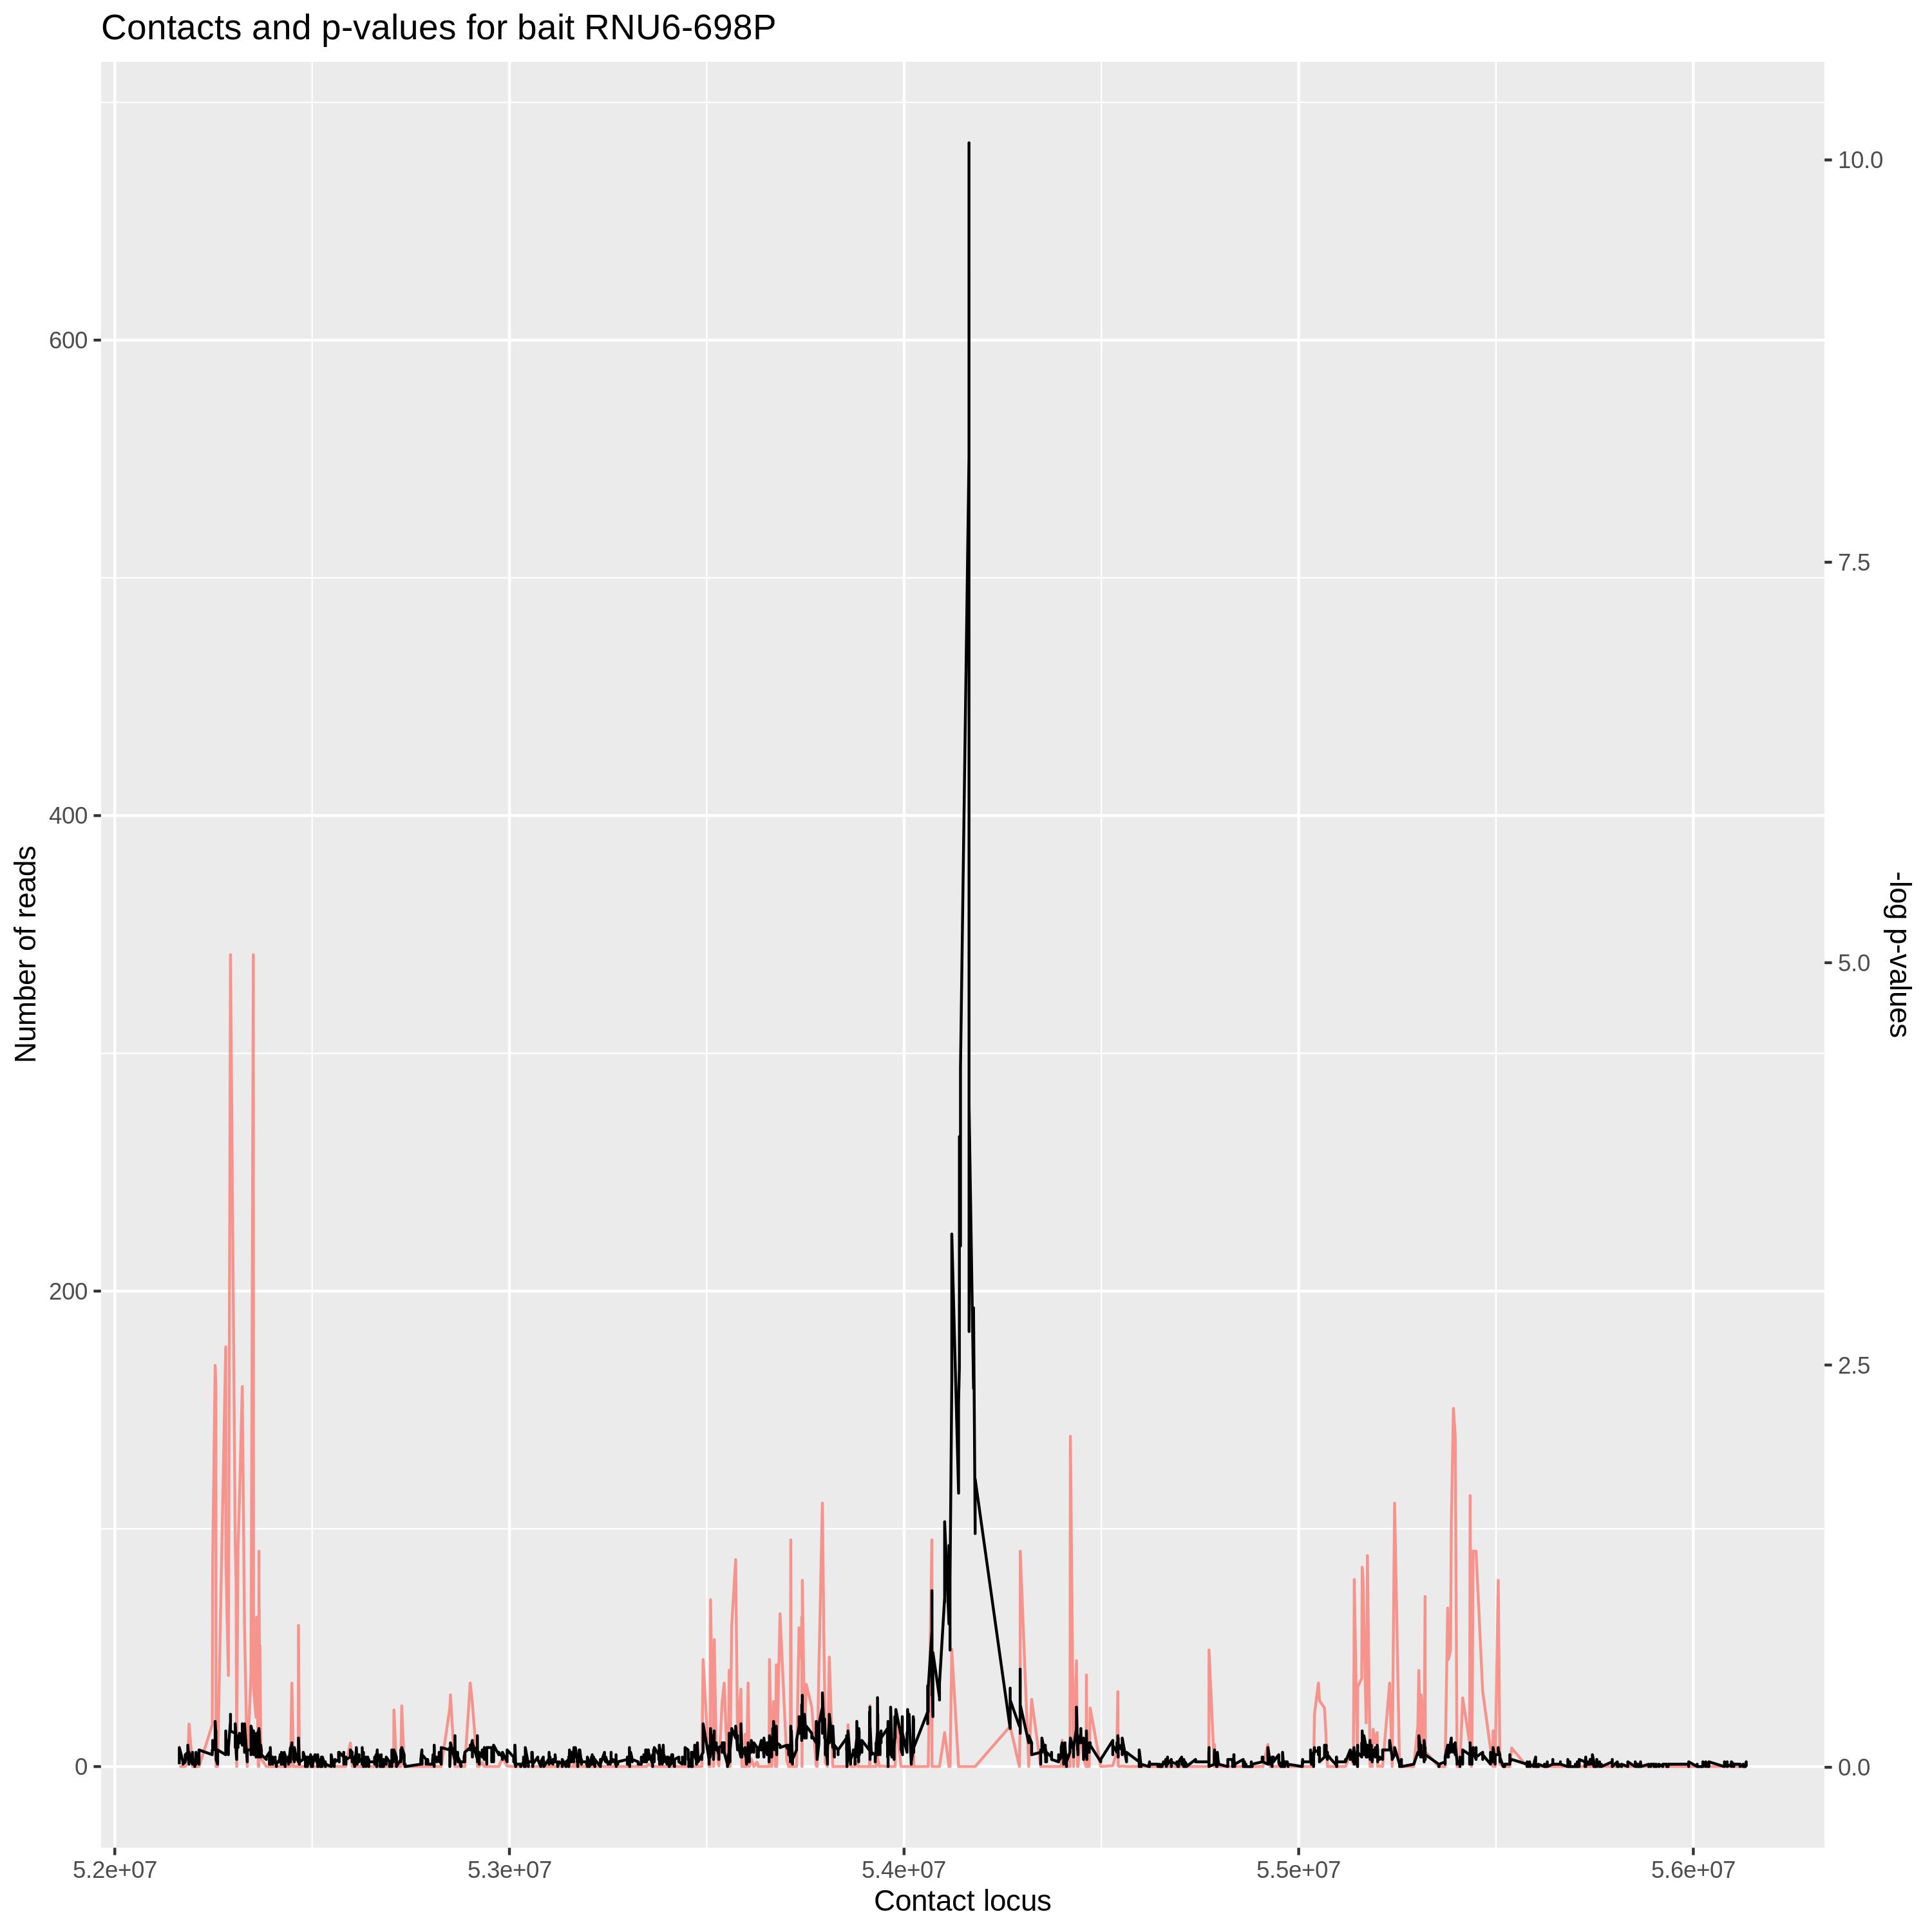 Contacts and p-values for bait RNU6-698P
10.0
600
7.5
400
5.0
Number of reads
-log p-values
200
2.5
0
0.0
5.2e+07
5.3e+07
5.4e+07
5.5e+07
5.6e+07
Contact locus